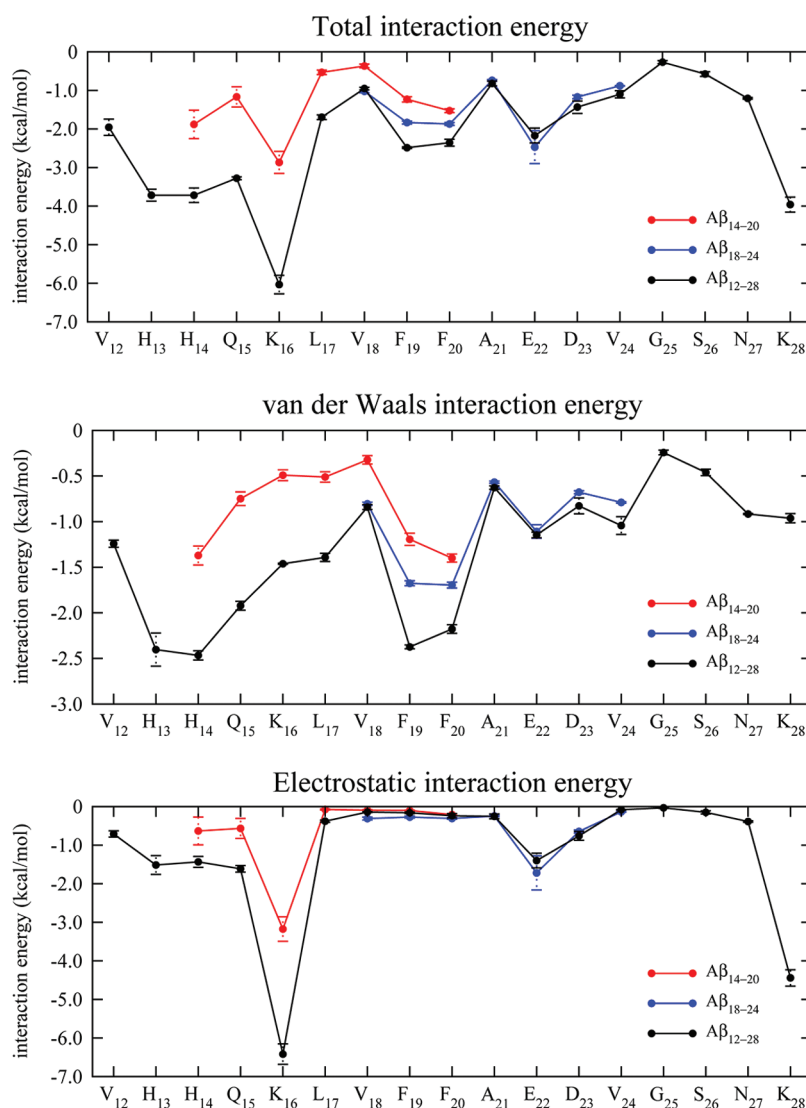 Total interaction energy
interaction energy (kcal/mol)
0
-1.0
-2.0
-3.0
-4.0
-5.0
-6.0
-7.0
Aβ₁₄₋₂₀
Aβ₁₈₋₂₄
Aβ₁₂₋₂₈
V₁₂ H₁₃ H₁₄ Q₁₅ K₁₆ L₁₇ V₁₈ F₁₉ F₂₀ A₂₁ E₂₂ D₂₃ V₂₄ G₂₅ S₂₆ N₂₇ K₂₈
van der Waals interaction energy
interaction energy (kcal/mol)
0
-0.5
-1.0
-1.5
-2.0
-2.5
-3.0
Aβ₁₄₋₂₀
Aβ₁₈₋₂₄
Aβ₁₂₋₂₈
V₁₂ H₁₃ H₁₄ Q₁₅ K₁₆ L₁₇ V₁₈ F₁₉ F₂₀ A₂₁ E₂₂ D₂₃ V₂₄ G₂₅ S₂₆ N₂₇ K₂₈
Electrostatic interaction energy
interaction energy (kcal/mol)
0
-1.0
-2.0
-3.0
-4.0
-5.0
-6.0
-7.0
Aβ₁₄₋₂₀
Aβ₁₈₋₂₄
Aβ₁₂₋₂₈
V₁₂ H₁₃ H₁₄ Q₁₅ K₁₆ L₁₇ V₁₈ F₁₉ F₂₀ A₂₁ E₂₂ D₂₃ V₂₄ G₂₅ S₂₆ N₂₇ K₂₈